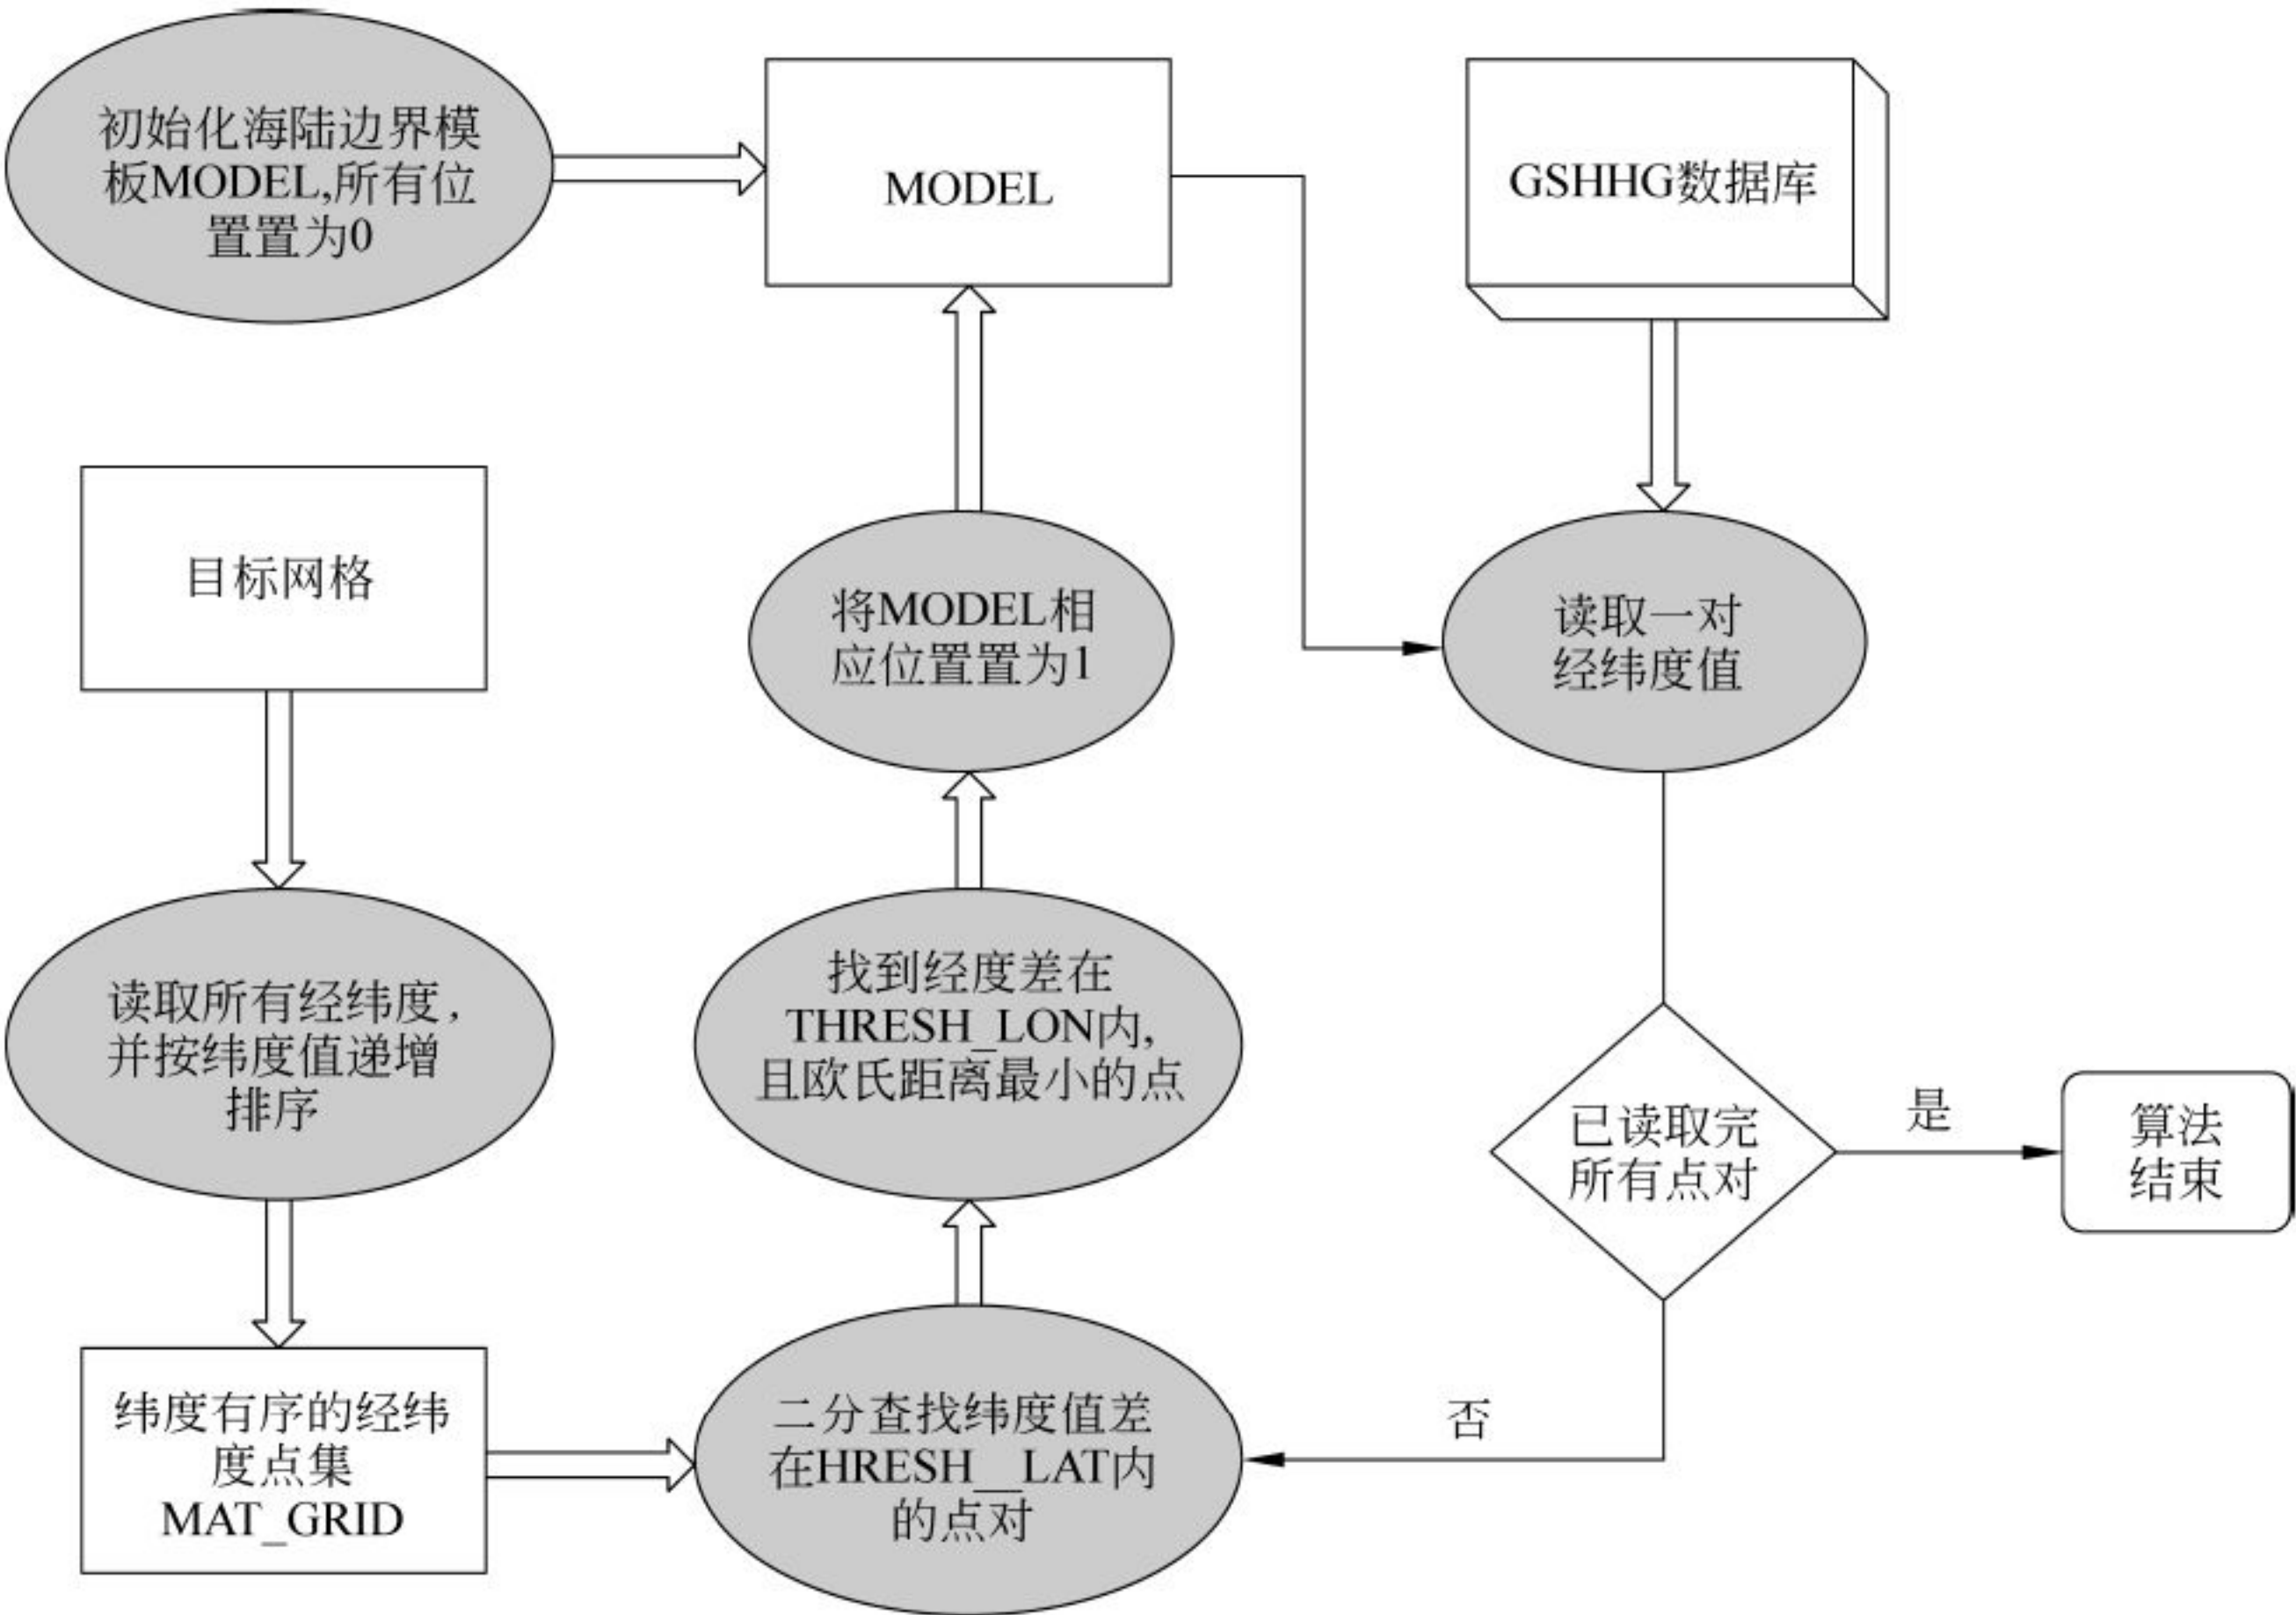 初始化海陆边界模
板MODEL,所有位
置置为0
MODEL
GSHHG数据库
目标网格
将MODEL相
应位置置为1
读取一对
经纬度值
读取所有经纬度，
并按纬度值递增
排序
找到经度差在
THRESH_LON内,
且欧氏距离最小的点
已读取完
所有点对
是
算法
结束
纬度有序的经纬
度点集
MAT_GRID
二分查找纬度值差
在HRESH__LAT内
的点对
否